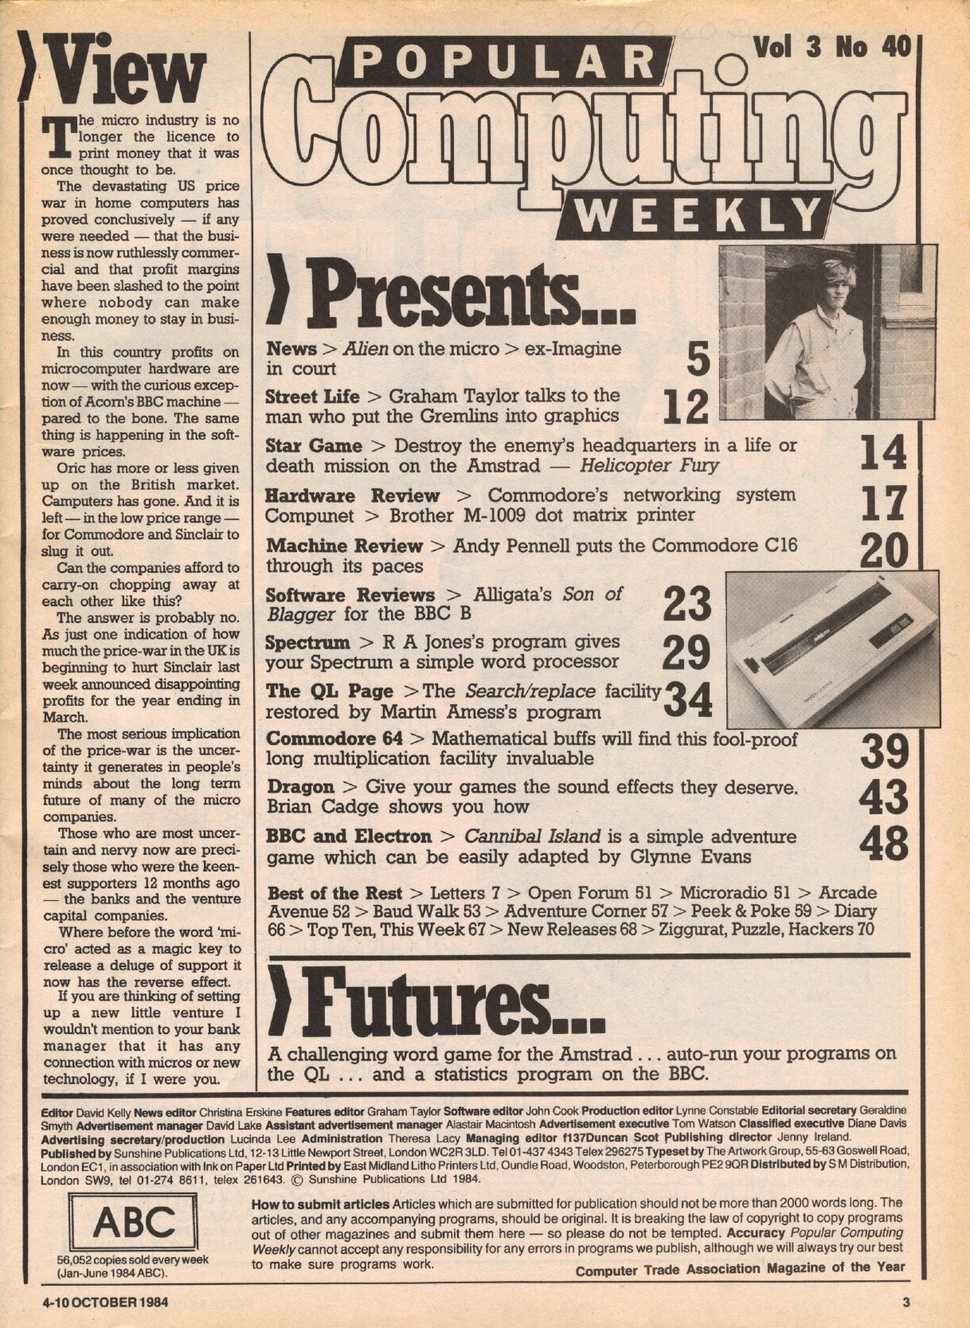 View
The micro industry is no
longer the licence to
print money that it was
once thought to be.
The devastating US price
war in home computers has
proved conclusively — if any
were needed — that the busi-
ness is now ruthlessly commer-
cial and that profit margins
have been slashed to the point
where nobody can make
enough money to stay in busi-
ness.
In this country profits on
microcomputer hardware are
now — with the curious excep-
tion of Acorn's BBC machine —
pared to the bone. The same
thing is happening in the soft-
ware prices.
Oric has more or less given
up on the British market.
Camputers has gone. And it is
left — in the low price range —
for Commodore and Sinclair to
slug it out.
Can the companies afford to
carry-on chopping away at
each other like this?
The answer is probably no.
As just one indication of how
much the price-war in the UK is
beginning to hurt Sinclair last
week announced disappointing
profits for the year ending in
March.
The most serious implication
of the price-war is the uncer-
tainty it generates in people's
minds about the long term
future of many of the micro
companies.
Those who are most uncer-
tain and nervy now are preci-
sely those who were the keen-
est supporters 12 months ago
— the banks and the venture
capital companies.
Where before the word 'mi-
cro' acted as a magic key to
release a deluge of support it
now has the reverse effect.
If you are thinking of setting
up a new little venture I
wouldn't mention to your bank
manager that it has any
connection with micros or new
technology, if I were you.
POPULAR
Computing
WEEKLY
Vol 3 No 40
Presents...
News > Alien on the micro > ex-Imagine
in court 5
Street Life > Graham Taylor talks to the
man who put the Gremlins into graphics 12
Star Game > Destroy the enemy's headquarters in a life or
death mission on the Amstrad — Helicopter Fury 14
Hardware Review > Commodore's networking system
Compunet > Brother M-1009 dot matrix printer 17
Machine Review > Andy Pennell puts the Commodore C16
through its paces 20
Software Reviews > Alligata's Son of
Blagger for the BBC B 23
Spectrum > R A Jones's program gives
your Spectrum a simple word processor 29
The QL Page > The Search/replace facility
restored by Martin Amess's program 34
Commodore 64 > Mathematical buffs will find this fool-proof
long multiplication facility invaluable 39
Dragon > Give your games the sound effects they deserve.
Brian Cadge shows you how 43
BBC and Electron > Cannibal Island is a simple adventure
game which can be easily adapted by Glynne Evans 48
Best of the Rest > Letters 7 > Open Forum 51 > Microradio 51 > Arcade
Avenue 52 > Baud Walk 53 > Adventure Corner 57 > Peek & Poke 59 > Diary
66 > Top Ten, This Week 67 > New Releases 68 > Ziggurat, Puzzle, Hackers 70
Futures...
A challenging word game for the Amstrad ... auto-run your programs on
the QL ... and a statistics program on the BBC.
Editor David Kelly News editor Christina Erskine Features editor Graham Taylor Software editor John Cook Production editor Lynne Constable Editorial secretary Geraldine
Smyth Advertisement manager David Lake Assistant advertisement manager Alastair Macintosh Advertisement executive Tom Watson Classified executive Diane Davis
Advertising secretary/production Lucinda Lee Administration Theresa Lacy Managing editor f137Duncan Scot Publishing director Jenny Ireland.
Published by Sunshine Publications Ltd, 12-13 Little Newport Street, London WC2R 3LD. Tel 01-437 4343 Telex 296275 Typeset by The Artwork Group, 55-63 Goswell Road,
London EC1, in association with Ink on Paper Ltd Printed by East Midland Litho Printers Ltd, Oundle Road, Woodston, Peterborough PE2 9QR Distributed by S M Distribution,
London SW9, tel 01-274 8611, telex 261643. © Sunshine Publications Ltd 1984.
ABC
56,052 copies sold every week
(Jan-June 1984 ABC).
How to submit articles Articles which are submitted for publication should not be more than 2000 words long. The
articles, and any accompanying programs, should be original. It is breaking the law of copyright to copy programs
out of other magazines and submit them here — so please do not be tempted. Accuracy Popular Computing
Weekly cannot accept any responsibility for any errors in programs we publish, although we will always try our best
to make sure programs work.
Computer Trade Association Magazine of the Year
4-10 OCTOBER 1984
3